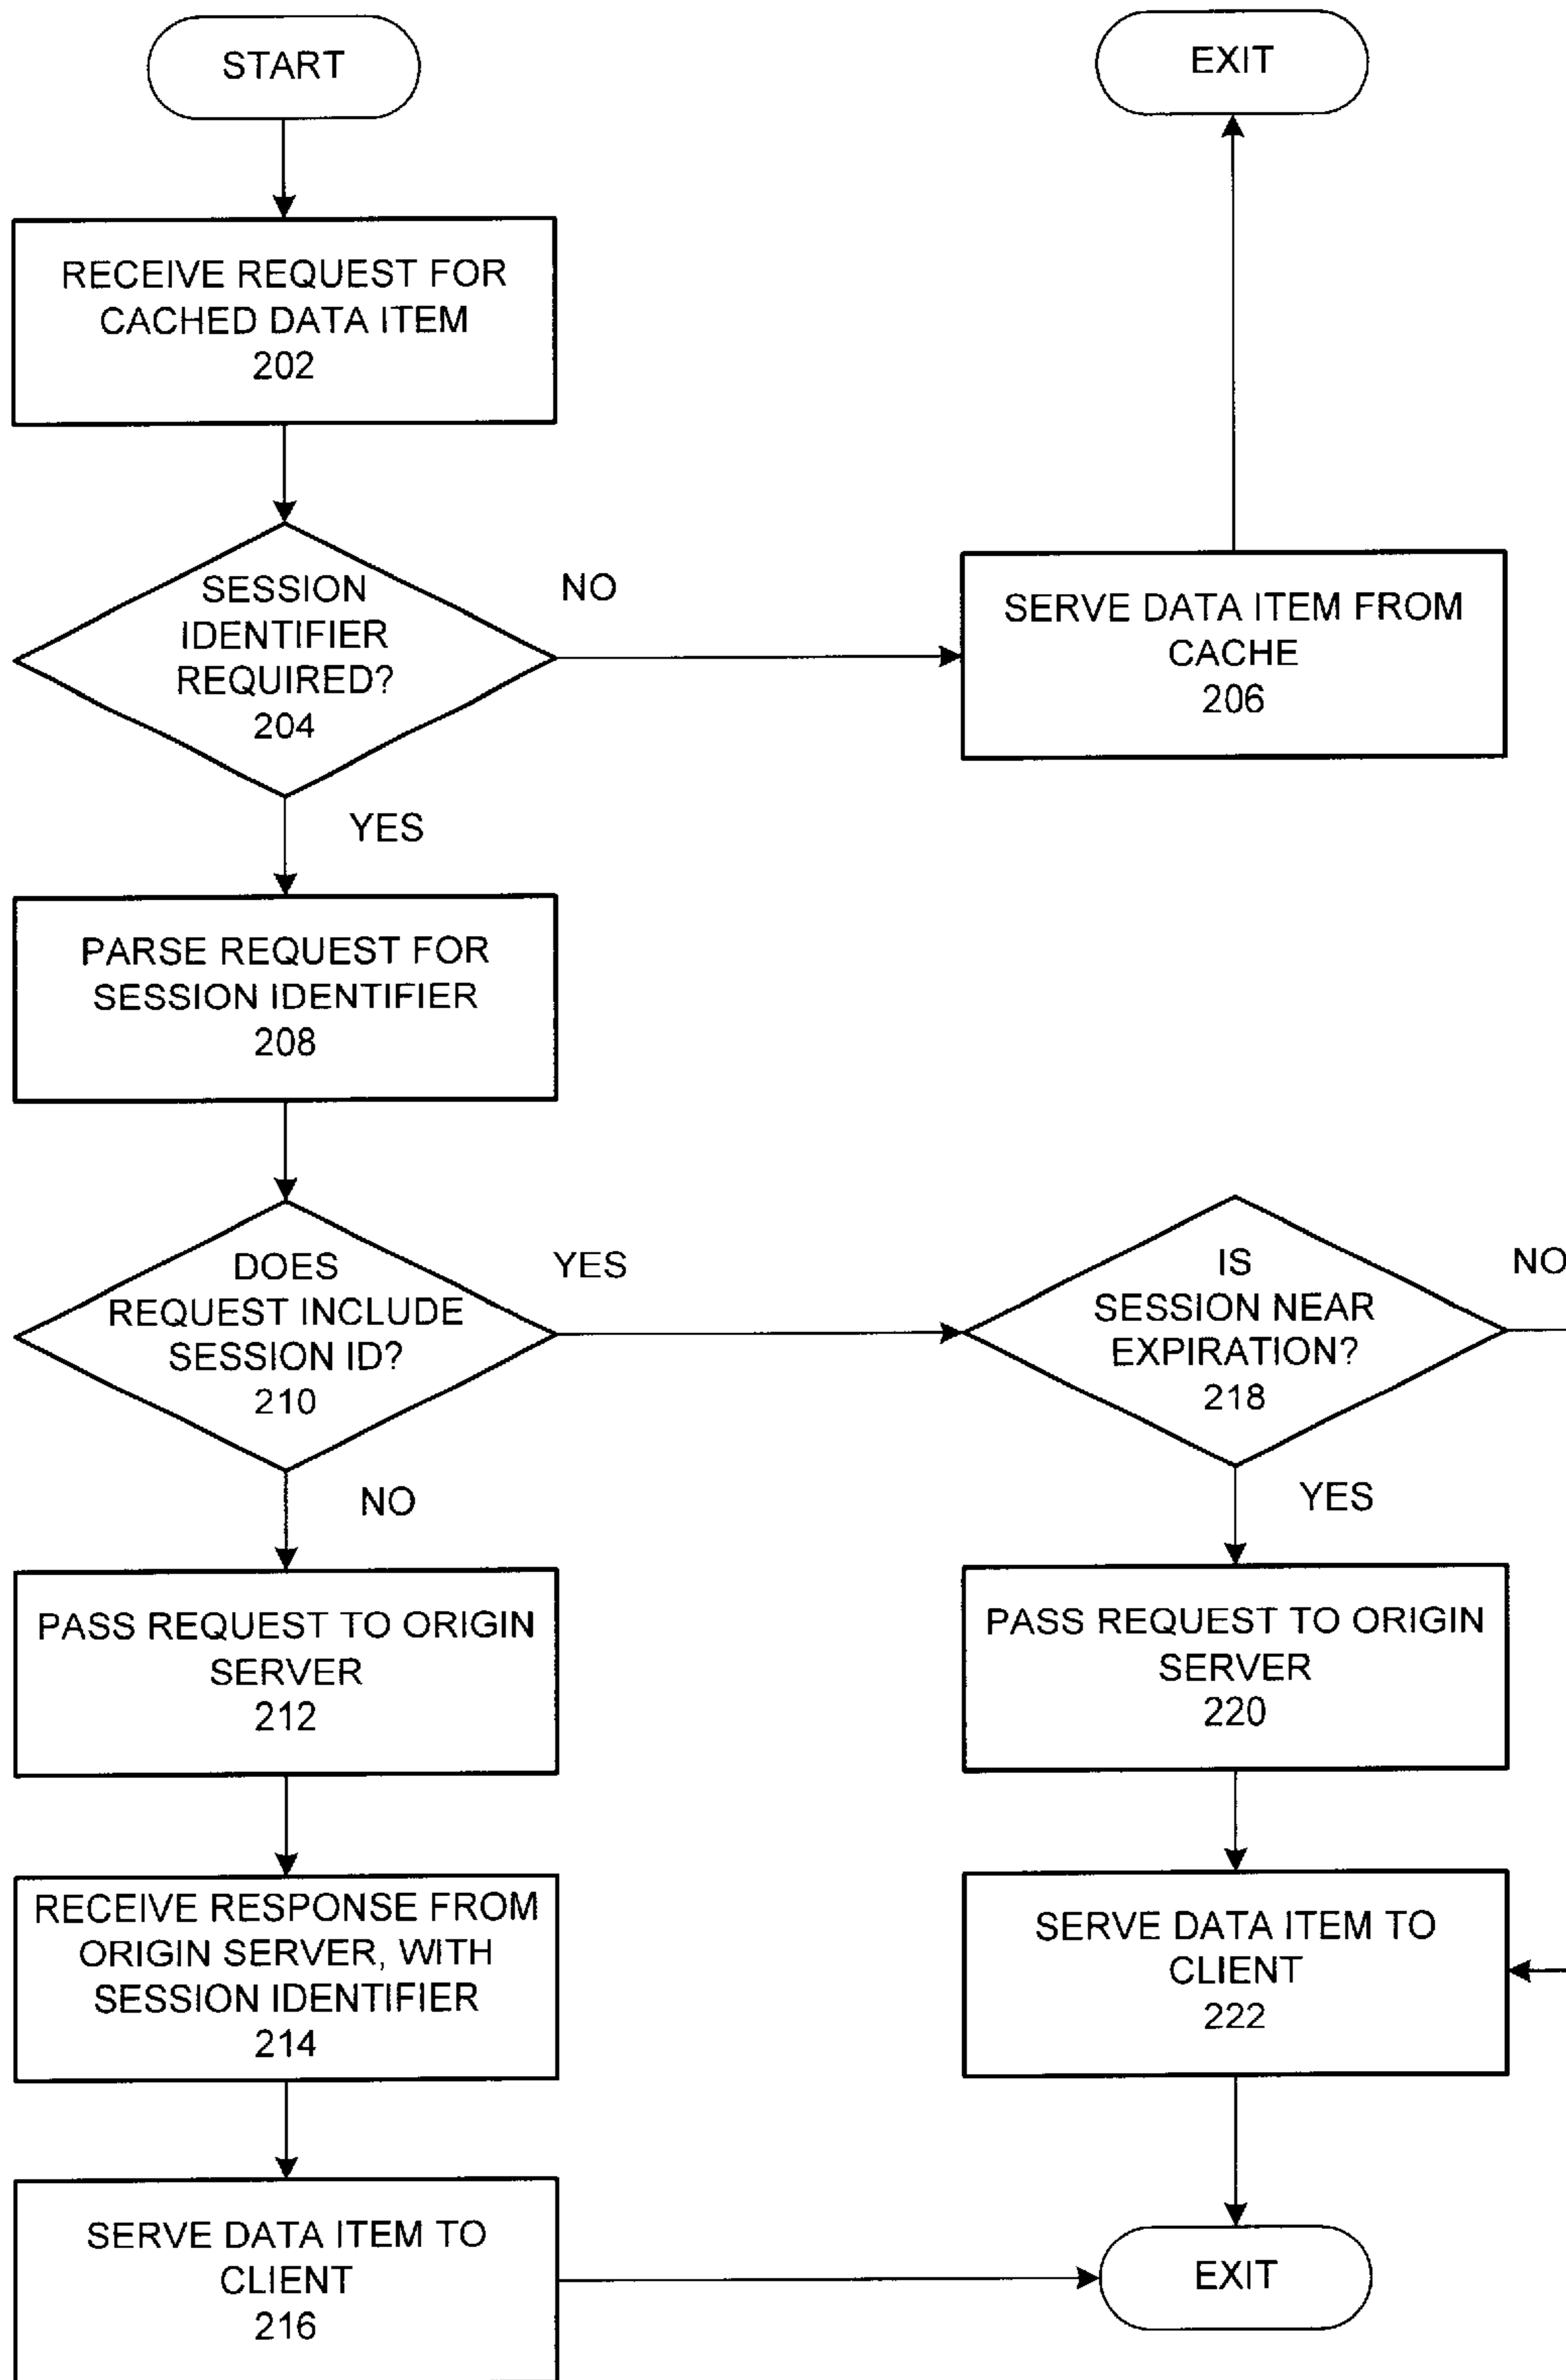 START
EXIT
RECEIVE REQUEST FOR
CACHED DATA ITEM
202
SESSION
IDENTIFIER
REQUIRED?
204
NO
SERVE DATA ITEM FROM
CACHE
206
YES
PARSE REQUEST FOR
SESSION IDENTIFIER
208
DOES
REQUEST INCLUDE
SESSION ID?
210
YES
IS
SESSION NEAR
EXPIRATION?
218
NO
NO
YES
PASS REQUEST TO ORIGIN
SERVER
212
PASS REQUEST TO ORIGIN
SERVER
220
RECEIVE RESPONSE FROM
ORIGIN SERVER, WITH
SESSION IDENTIFIER
214
SERVE DATA ITEM TO
CLIENT
222
SERVE DATA ITEM TO
CLIENT
216
EXIT